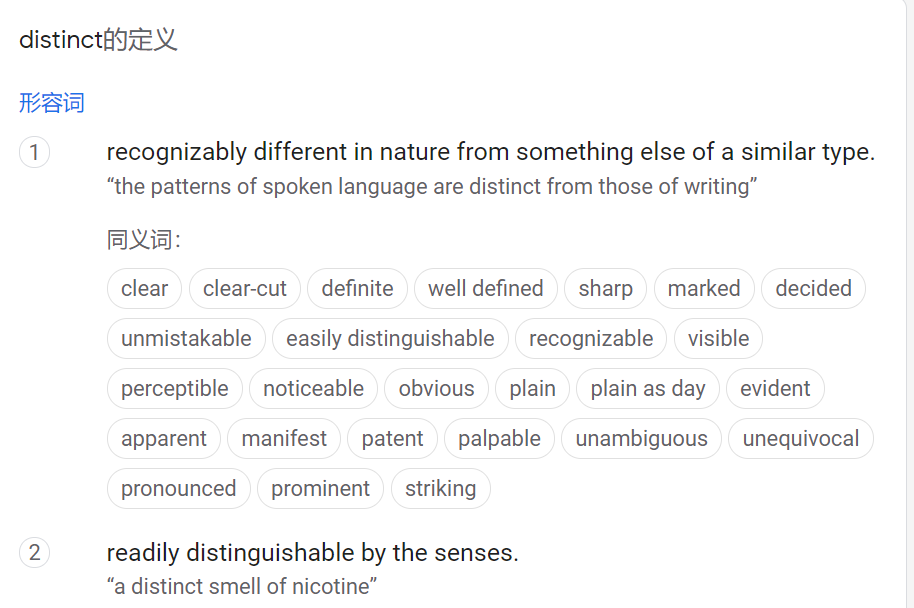 distinct的定义
形容词
1 recognizably different in nature from something else of a similar type.
“the patterns of spoken language are distinct from those of writing”
同义词：
clear clear-cut definite well defined sharp marked decided
unmistakable easily distinguishable recognizable visible
perceptible noticeable obvious plain plain as day evident
apparent manifest patent palpable unambiguous unequivocal
pronounced prominent striking
2 readily distinguishable by the senses.
“a distinct smell of nicotine”